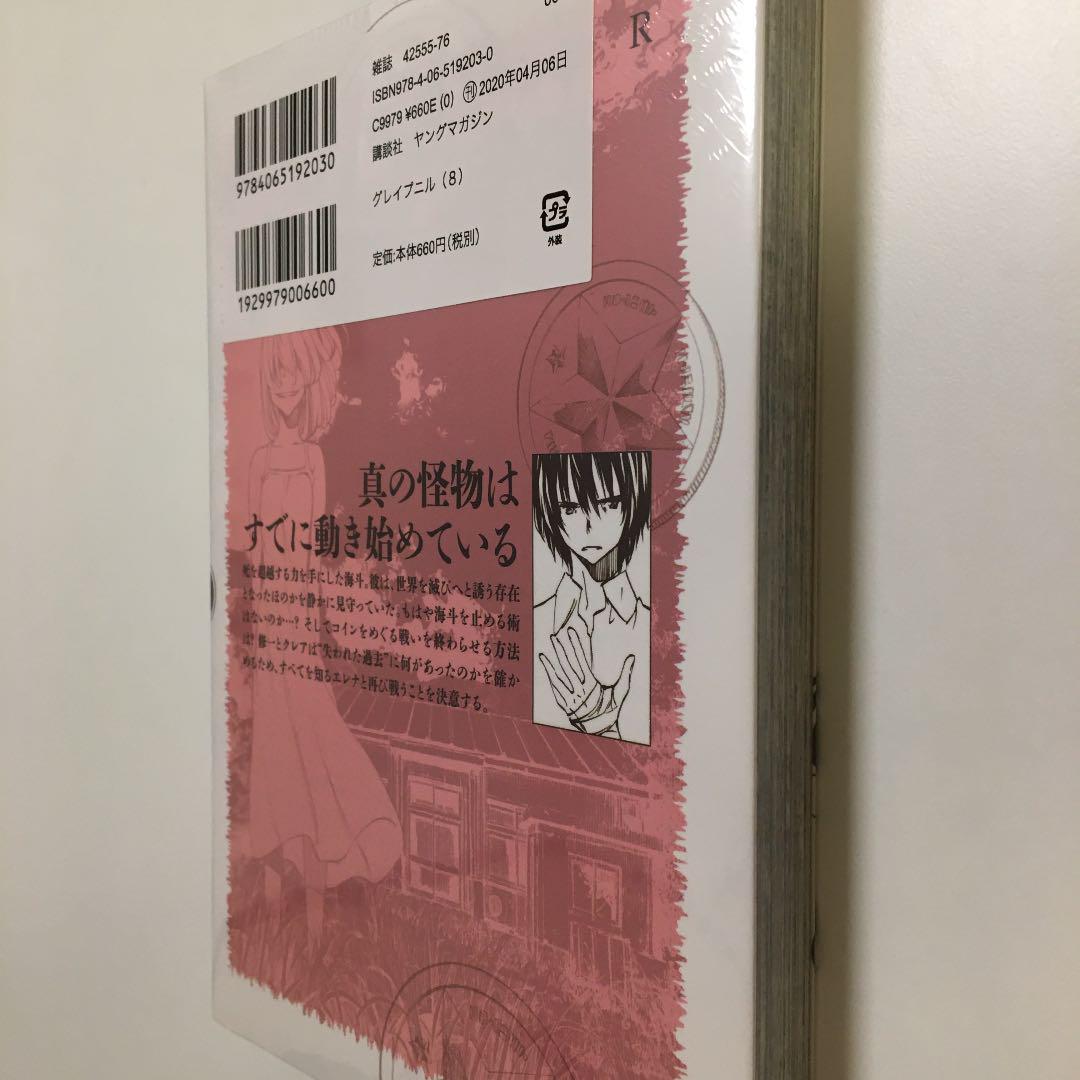 R
雑誌 42555-76
ISBN978-4-06-519203-0
C9979 ¥660E (0) ㊖2020年04月06日
講談社 ヤングマガジン
グレイプニル (8)
定価:本体660円(税別)
9784065192030
1929979006600
プラ
外装
真の怪物は
すでに動き始めている
死を超越する力を手にした海斗。彼は、世界を滅びへと誘う存在
となったほのかを静かに見守っていた。もはや海斗を止める術
はないのか…? そしてコインをめぐる戦いを終わらせる方法
は? 修一とクレアは"失われた過去"に何があったのかを確か
めるため、すべてを知るエレナと再び戦うことを決意する。